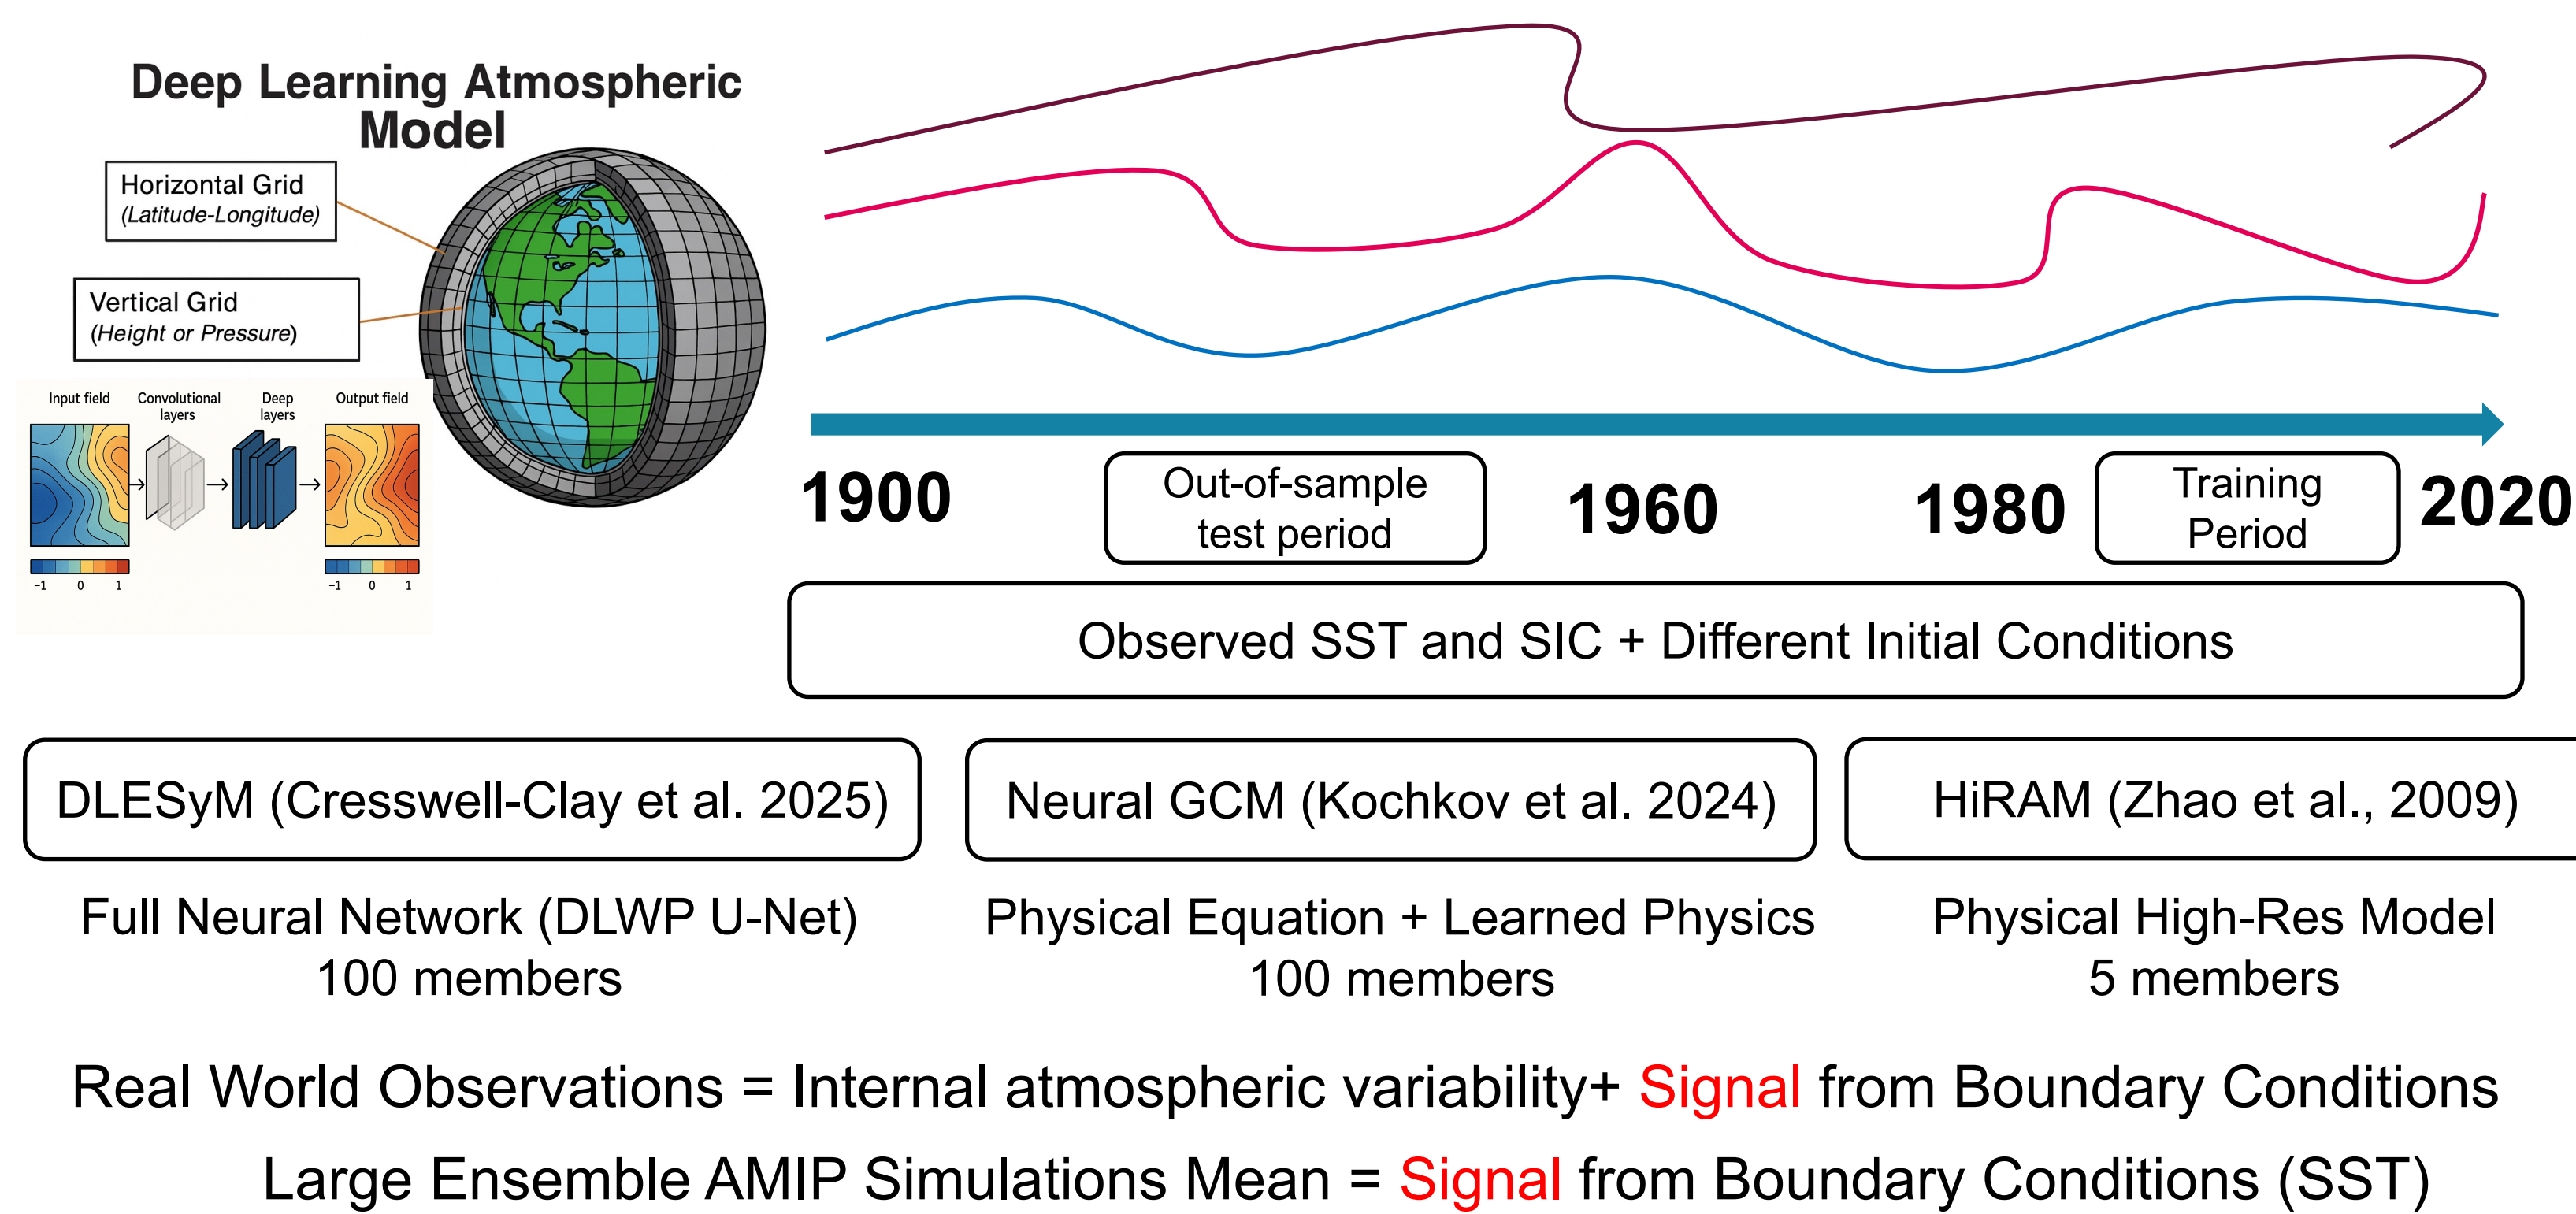 Deep Learning Atmospheric
Model
Horizontal Grid
(Latitude-Longitude)
Vertical Grid
(Height or Pressure)
Input field
Convolutional
layers
Deep
layers
Output field
−1 0 1
−1 0 1
1900
Out-of-sample
test period
1960
1980
Training
Period
2020
Observed SST and SIC + Different Initial Conditions
DLESyM (Cresswell-Clay et al. 2025)
Neural GCM (Kochkov et al. 2024)
HiRAM (Zhao et al., 2009)
Full Neural Network (DLWP U-Net)
100 members
Physical Equation + Learned Physics
100 members
Physical High-Res Model
5 members
Real World Observations = Internal atmospheric variability+ Signal from Boundary Conditions
Large Ensemble AMIP Simulations Mean = Signal from Boundary Conditions (SST)